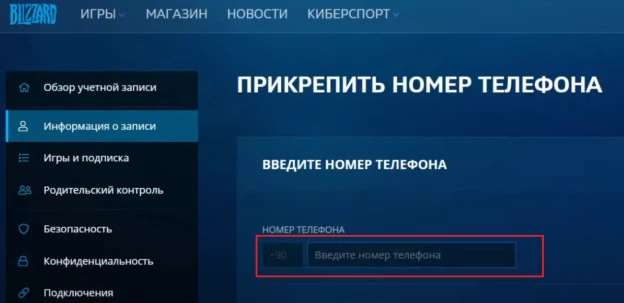 BLIZZARD ИГРЫ МАГАЗИН НОВОСТИ КИБЕРСПОРТ
Обзор учетной записи
Информация о записи
Игры и подписка
Родительский контроль
Безопасность
Конфиденциальность
Подключения
ПРИКРЕПИТЬ НОМЕР ТЕЛЕФОНА
ВВЕДИТЕ НОМЕР ТЕЛЕФОНА
НОМЕР ТЕЛЕФОНА
+90 Введите номер телефона